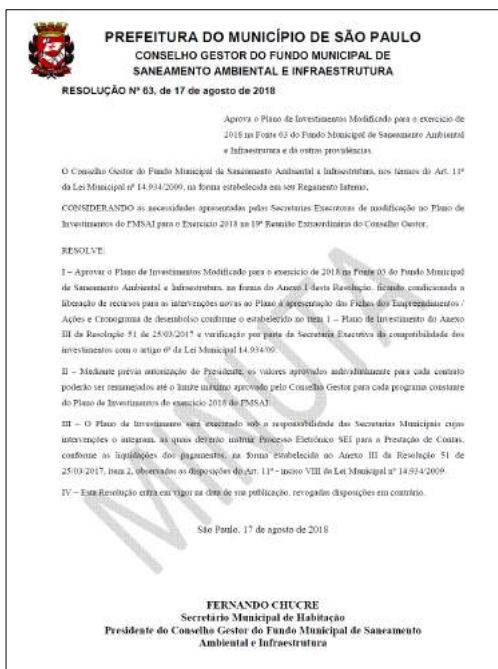 PREFEITURA DO MUNICÍPIO DE SÃO PAULO
CONSELHO GESTOR DO FUNDO MUNICIPAL DE
SANEAMENTO AMBIENTAL E INFRAESTRUTURA
RESOLUÇÃO Nº 63, de 17 de agosto de 2018
Aprova o Plano de Investimentos Modificado para o exercício de
2018 na Fonte 03 do Fundo Municipal de Saneamento Ambiental
e Infraestrutura e da outras providências.
O Conselho Gestor do Fundo Municipal de Saneamento Ambiental e Infraestrutura, nos termos do Art. 11º
da Lei Municipal nº 14.934/2009, na forma estabelecida em seu Regimento Interno,
CONSIDERANDO as necessidades apresentadas pelas Secretarias Executoras de modificação no Plano de
Investimentos do FMSAI para o Exercício 2018 na 19ª Reunião Extraordinária do Conselho Gestor.
RESOLVE:
I – Aprovar o Plano de Investimentos Modificado para o exercício de 2018 na Fonte 03 do Fundo Municipal
de Saneamento Ambiental e Infraestrutura, na forma do Anexo I desta Resolução, ficando condicionada a
liberação de recursos para as intervenções novas ao Plano à apresentação das Fichas dos Empreendimentos /
Ações e Cronograma de desembolso conforme o estabelecido no item 1 – Plano de Investimento do Anexo
III da Resolução 51 de 25/03/2017 e verificação por parte da Secretaria Executiva da compatibilidade dos
investimentos com o artigo 6º da Lei Municipal 14.934/09.
II – Mediante prévia autorização do Presidente, os valores aprovados individualmente para cada contrato
poderão ser remanejados até o limite máximo aprovado pelo Conselho Gestor para cada programa constante
do Plano de Investimentos do exercício 2018 do FMSAI.
III – O Plano de Investimento será executado sob a responsabilidade das Secretarias Municipais cujas
intervenções o integram, as quais deverão instruir Processo Eletrônico SEI para a Prestação de Contas,
conforme as liquidações dos pagamentos, na forma estabelecida no Anexo III da Resolução 51 de
25/03/2017, item 2, observadas as disposições do Art. 11º - inciso VIII da Lei Municipal nº 14.934/2009.
IV – Esta Resolução entra em vigor na data de sua publicação, revogadas disposições em contrário.
São Paulo, 17 de agosto de 2018
MINUTA
FERNANDO CHUCRE
Secretário Municipal de Habitação
Presidente do Conselho Gestor do Fundo Municipal de Saneamento
Ambiental e Infraestrutura